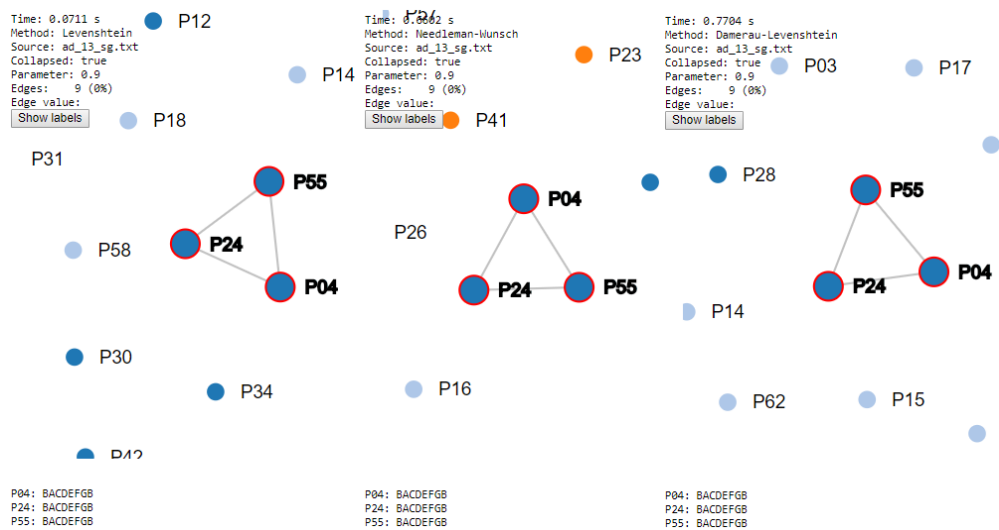 Time: 0.0711 s
Method: Levenshtein
Source: ad_13_sg.txt
Collapsed: true
Parameter: 0.9
Edges: 9 (0%)
Edge value:
Show labels
P12
P14
P18
P31
P55
P58
P24
P04
P30
P34
P42
P04: BACDEFGB
P24: BACDEFGB
P55: BACDEFGB
P57
Time: s
Method: Needleman-Wunsch
Source: ad_13_sg.txt
Collapsed: true
Parameter: 0.9
Edges: 9 (0%)
Edge value:
Show labels
P23
P41
P04
P26
P24
P55
P16
P04: BACDEFGB
P24: BACDEFGB
P55: BACDEFGB
Time: 0.7704 s
Method: Damerau-Levenshtein
Source: ad_13_sg.txt
Collapsed: true
Parameter: 0.9
Edges: 9 (0%)
Edge value:
Show labels
P03
P17
P28
P55
P04
P24
P14
P62
P15
P04: BACDEFGB
P24: BACDEFGB
P55: BACDEFGB